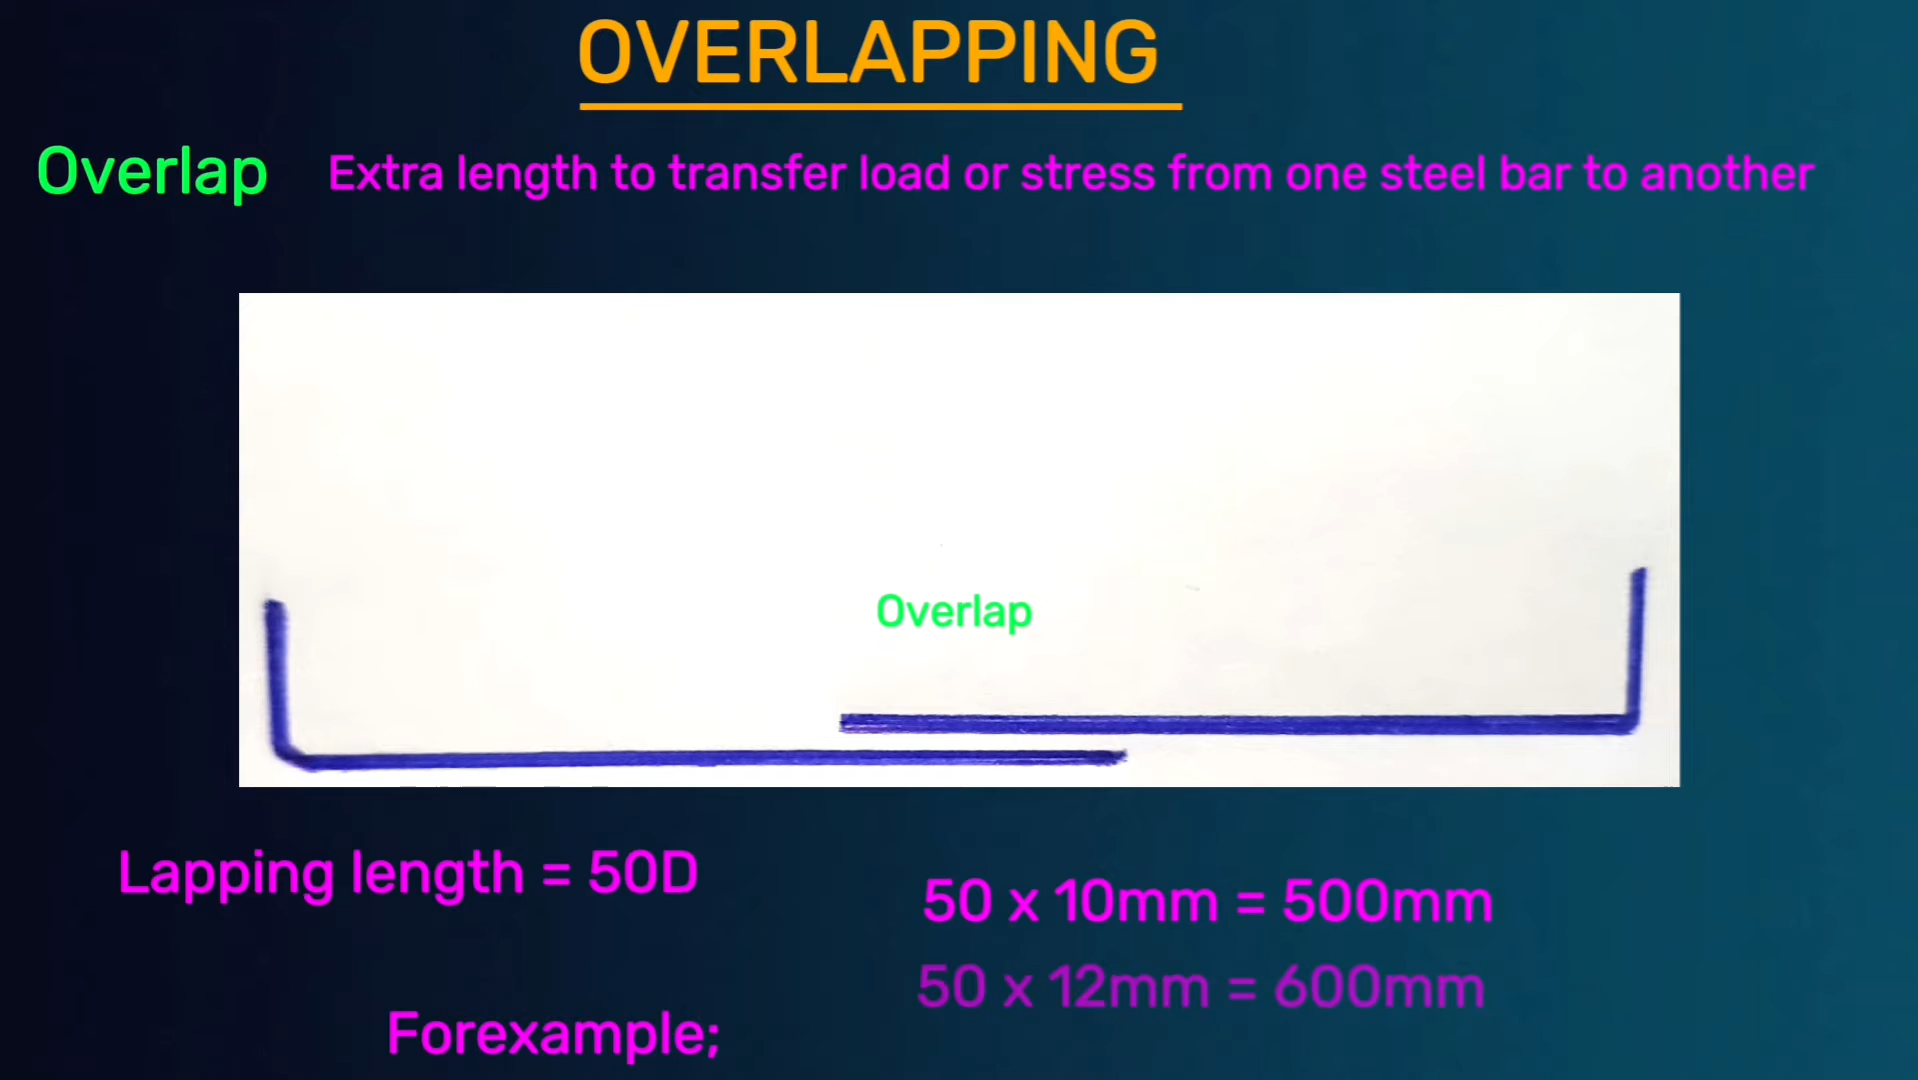 OVERLAPPING
Overlap Extra length to transfer load or stress from one steel bar to another
Overlap
Lapping length = 50D
50 x 10mm = 500mm
50 x 12mm = 600mm
Forexample;